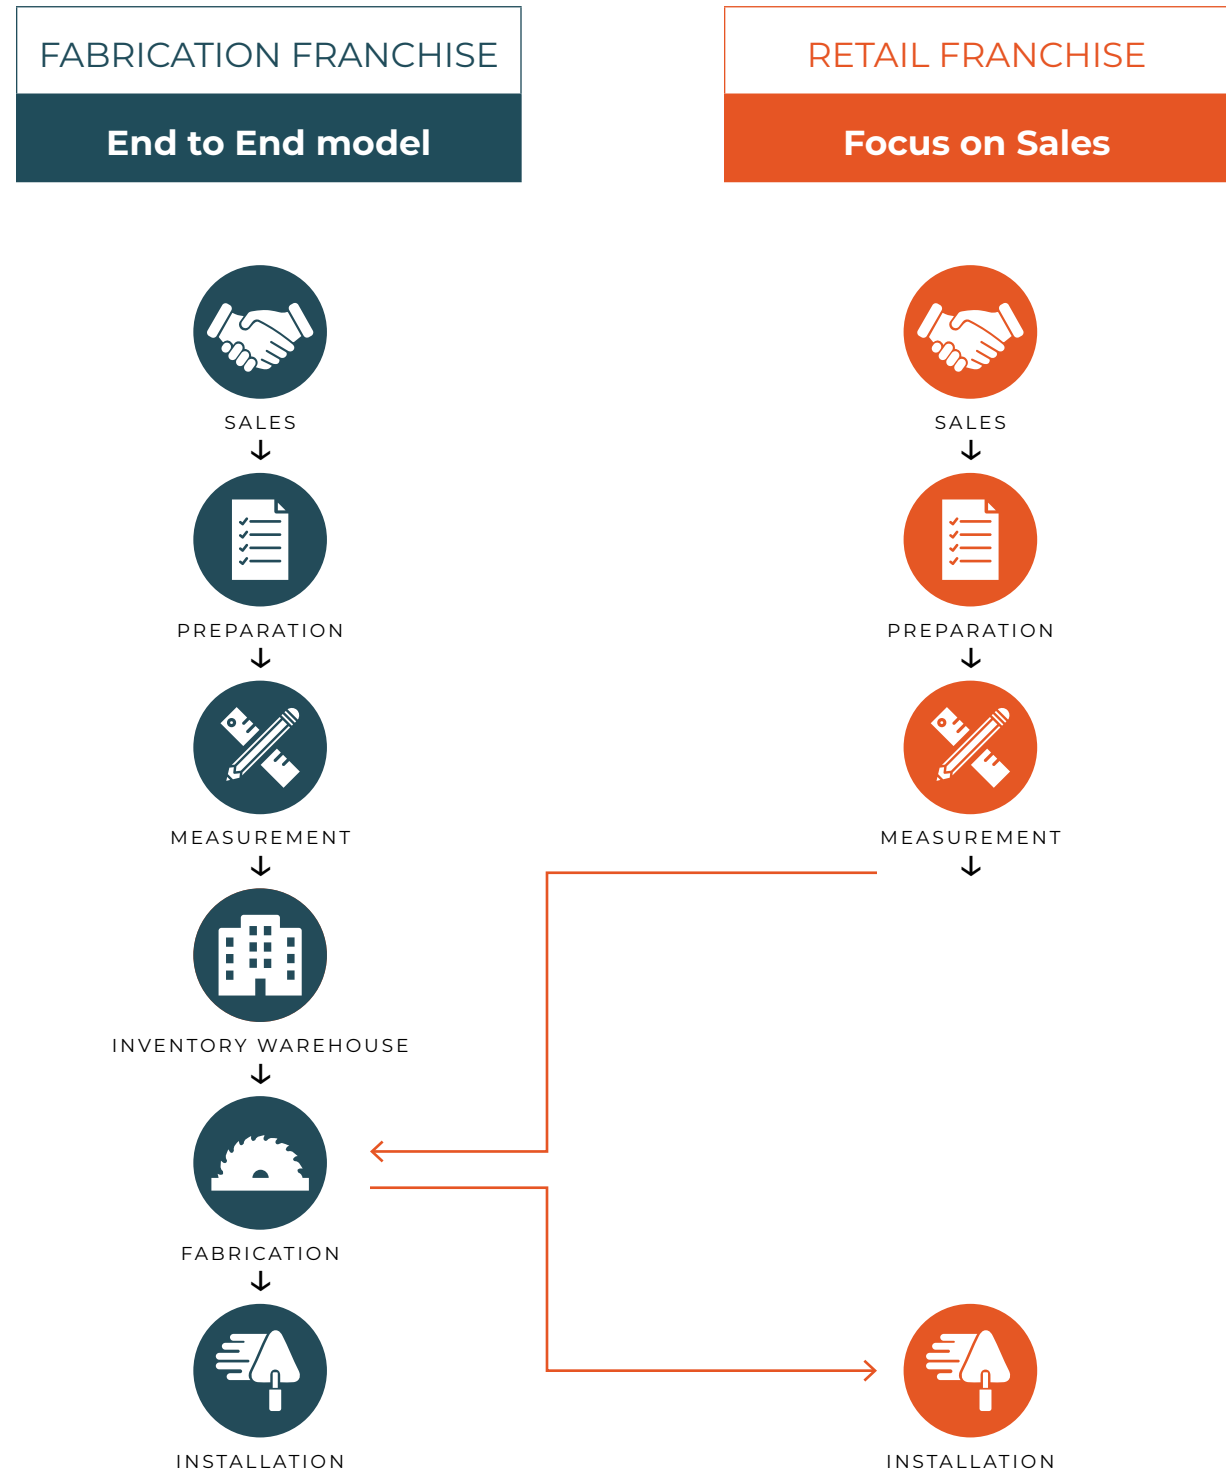 FABRICATION FRANCHISE
End to End model
SALES
PREPARATION
MEASUREMENT
INVENTORY WAREHOUSE
FABRICATION
INSTALLATION
RETAIL FRANCHISE
Focus on Sales
SALES
PREPARATION
MEASUREMENT
INSTALLATION